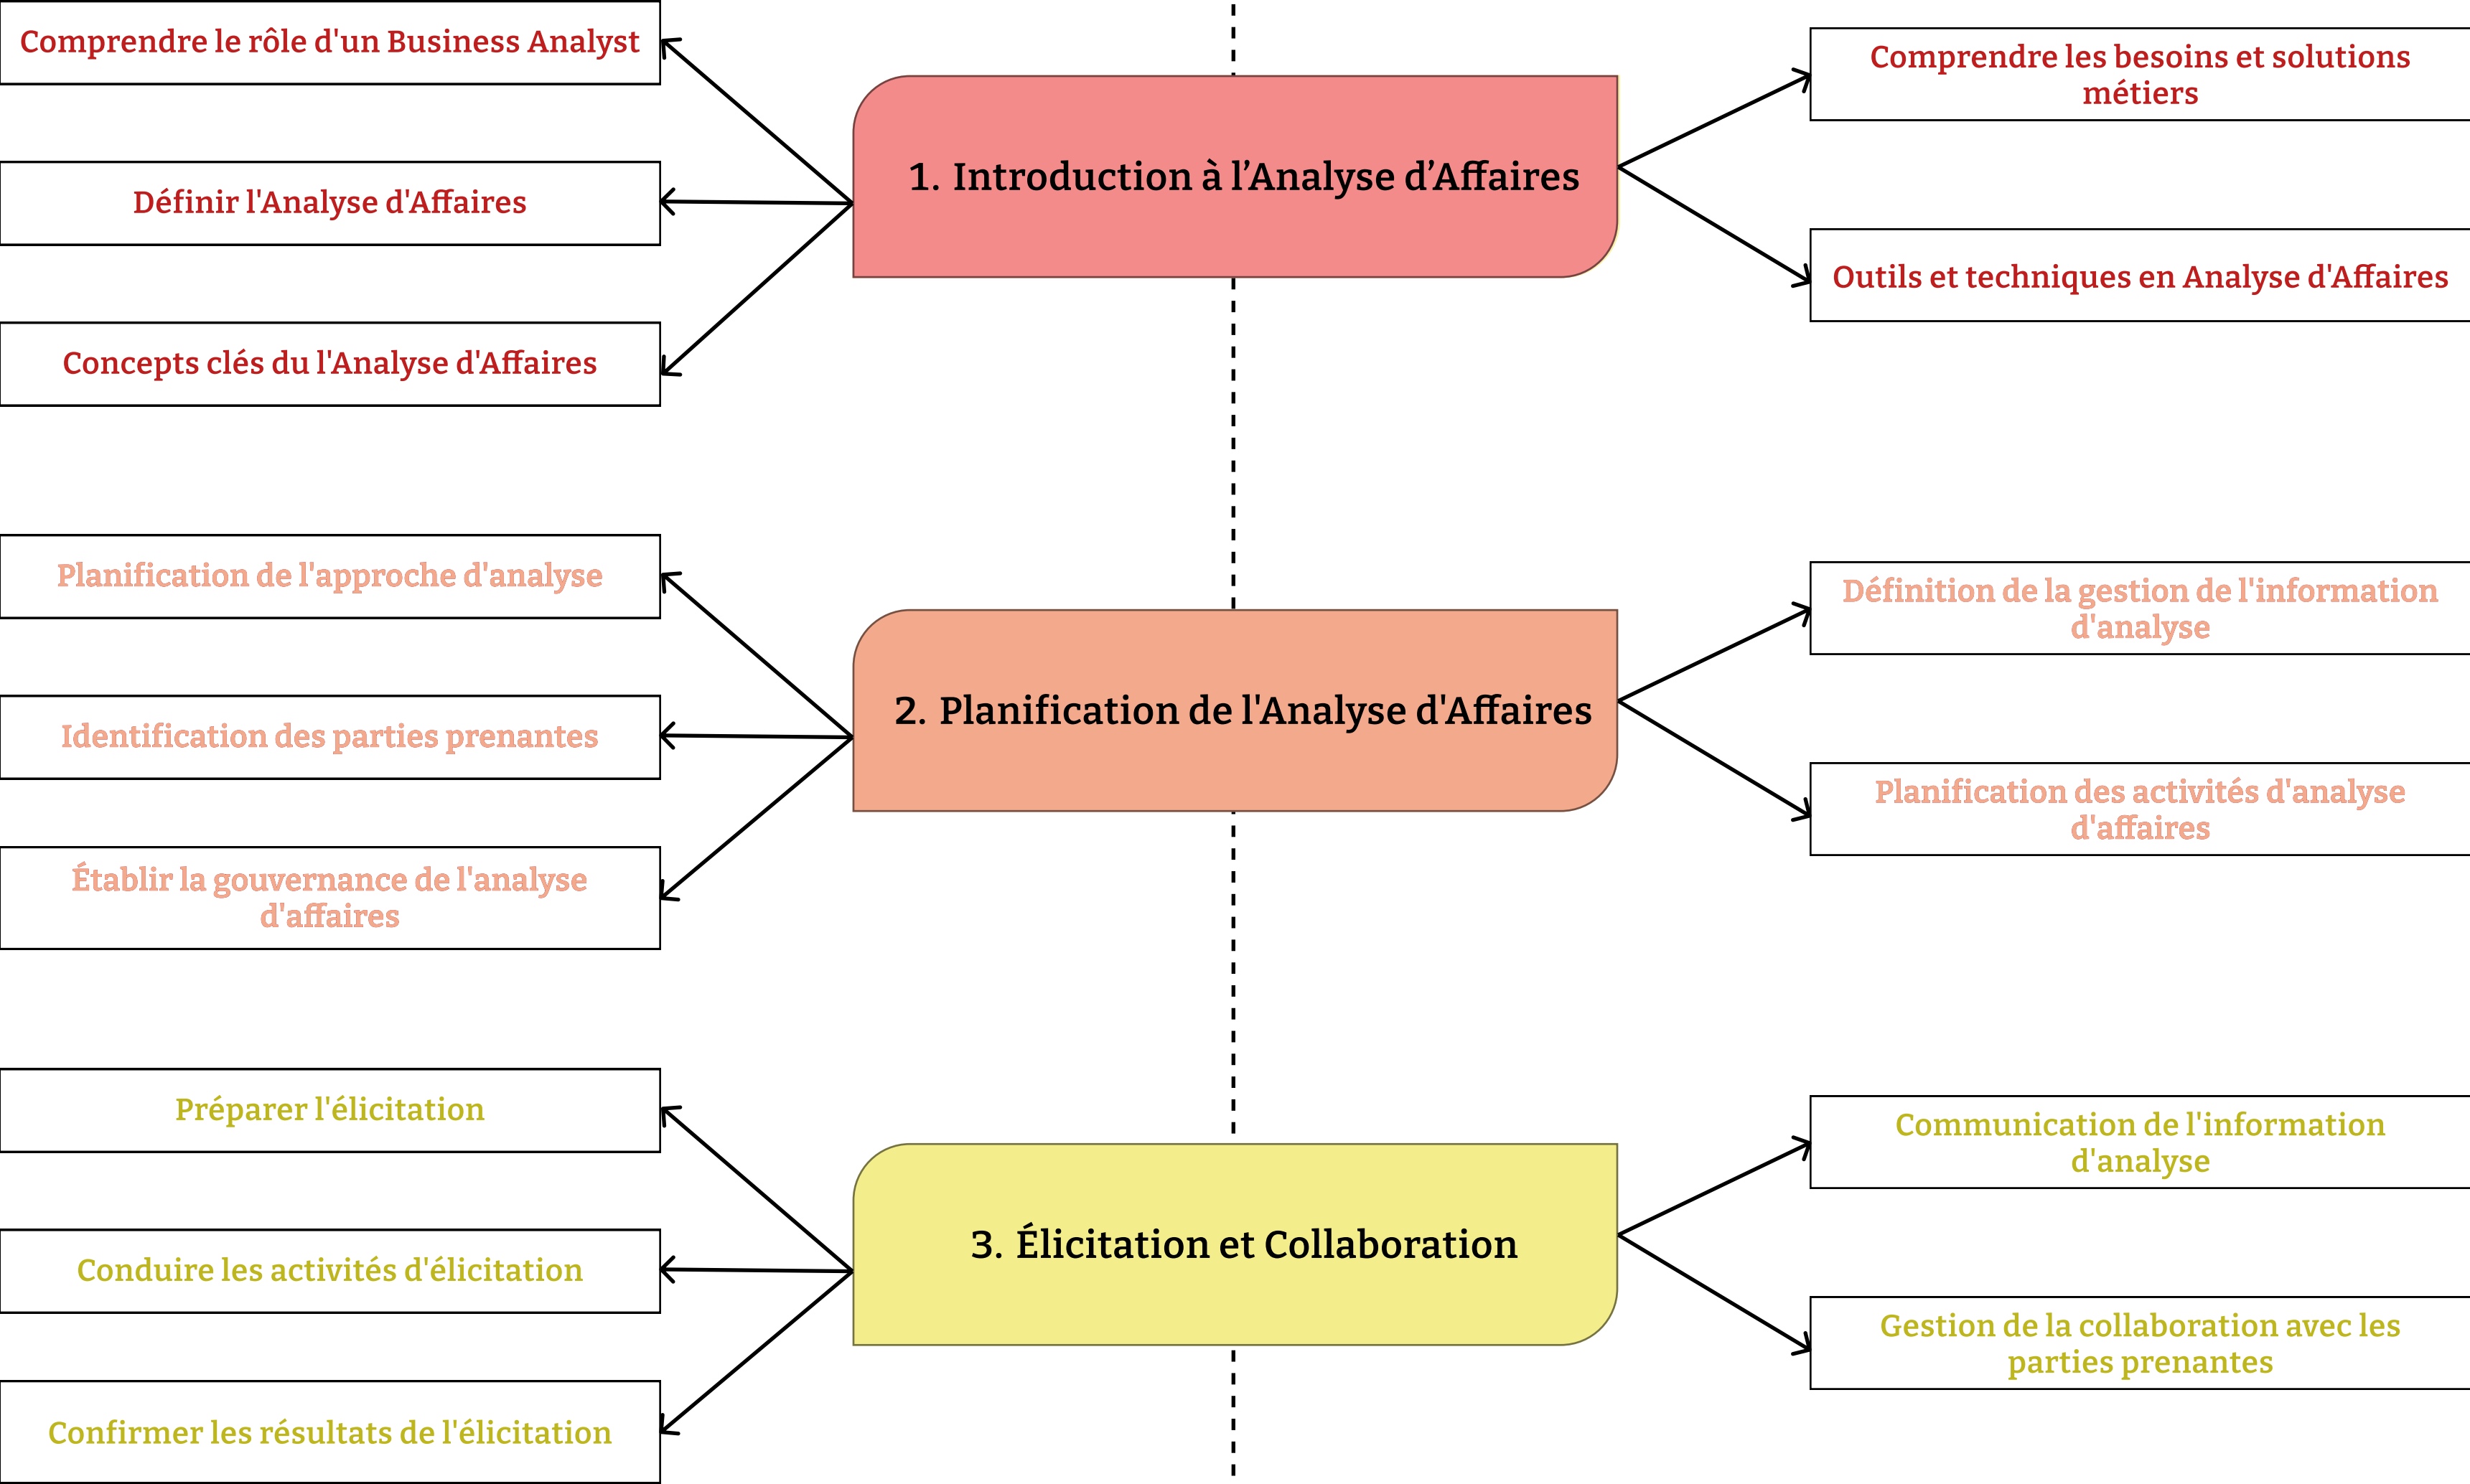 Comprendre le rôle d'un Business Analyst
Définir l'Analyse d'Affaires
Concepts clés du l'Analyse d'Affaires
1. Introduction à l’Analyse d’Affaires
Comprendre les besoins et solutions
métiers
Outils et techniques en Analyse d'Affaires
Planification de l'approche d'analyse
Identification des parties prenantes
Établir la gouvernance de l'analyse
d'affaires
2. Planification de l'Analyse d'Affaires
Définition de la gestion de l'information
d'analyse
Planification des activités d'analyse
d'affaires
Préparer l'élicitation
Conduire les activités d'élicitation
Confirmer les résultats de l'élicitation
3. Élicitation et Collaboration
Communication de l'information
d'analyse
Gestion de la collaboration avec les
parties prenantes